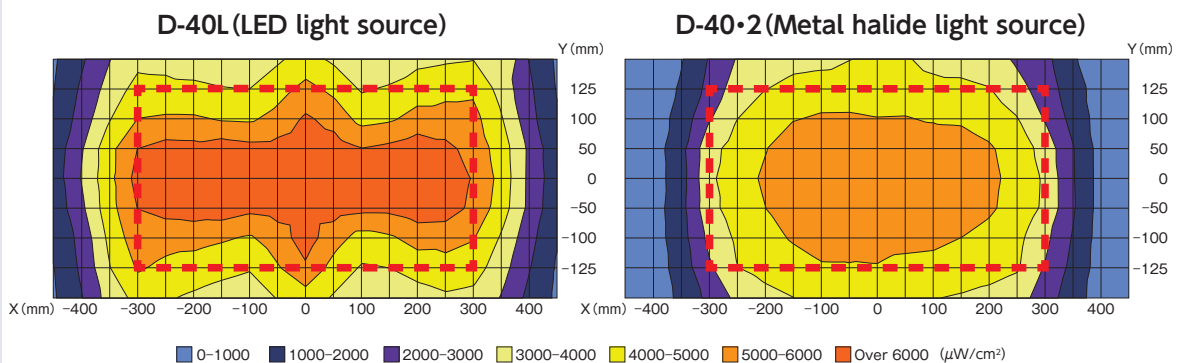 D-40L(LED light source)
D-40•2(Metal halide light source)
Y(mm)
125
100
50
0
−50
−100
−125
X(mm) −400 −300 −200 −100 0 100 200 300 400
Y(mm)
125
100
50
0
−50
−100
−125
X(mm) −400 −300 −200 −100 0 100 200 300 400
0−1000 1000−2000 2000−3000 3000−4000 4000−5000 5000−6000 Over 6000 (μW/cm²)